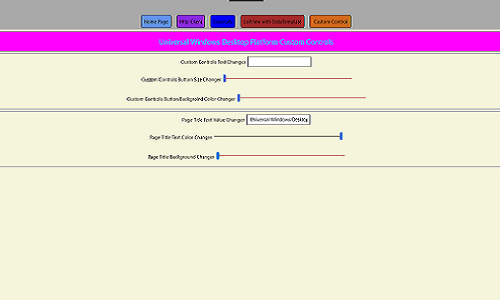 Home Page
Http Client
ListView with DataTemplate
Custom Control
Universal Windows Desktop Platform Custom Controls
Custom Controls Text Changer
Custom Controls Button Size Changer
Custom Controls Button Background Color Changer
Page Title Text Value Changer Universal Windows Desktop
Page Title Text Color Changer
Page Title Background Changer